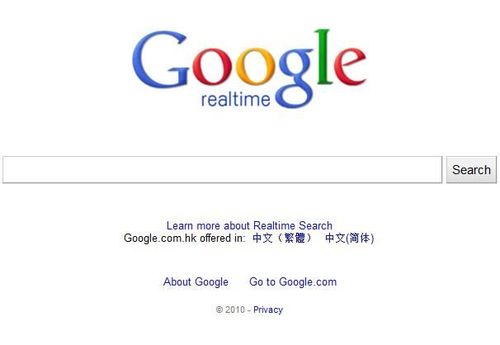 Google
realtime
Search
Learn more about Realtime Search
Google.com.hk offered in: 中文（繁體） 中文(简体)
About Google Go to Google.com
© 2010 - Privacy